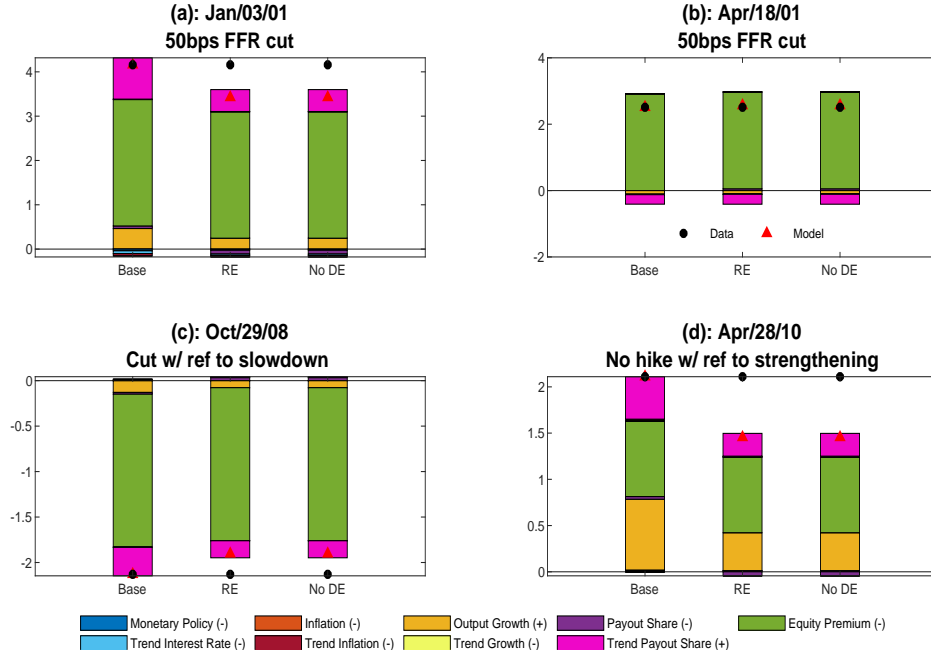 (a): Jan/03/01
50bps FFR cut
4
3
2
1
0
Base
RE
No DE
(b): Apr/18/01
50bps FFR cut
4
2
0
-2
Data
Model
Base
RE
No DE
(c): Oct/29/08
Cut w/ ref to slowdown
0
-0.5
-1
-1.5
-2
Base
RE
No DE
(d): Apr/28/10
No hike w/ ref to strengthening
2
1.5
1
0.5
0
Base
RE
No DE
Monetary Policy (-)
Inflation (-)
Output Growth (+)
Payout Share (-)
Equity Premium (-)
Trend Interest Rate (-)
Trend Inflation (-)
Trend Growth (-)
Trend Payout Share (+)